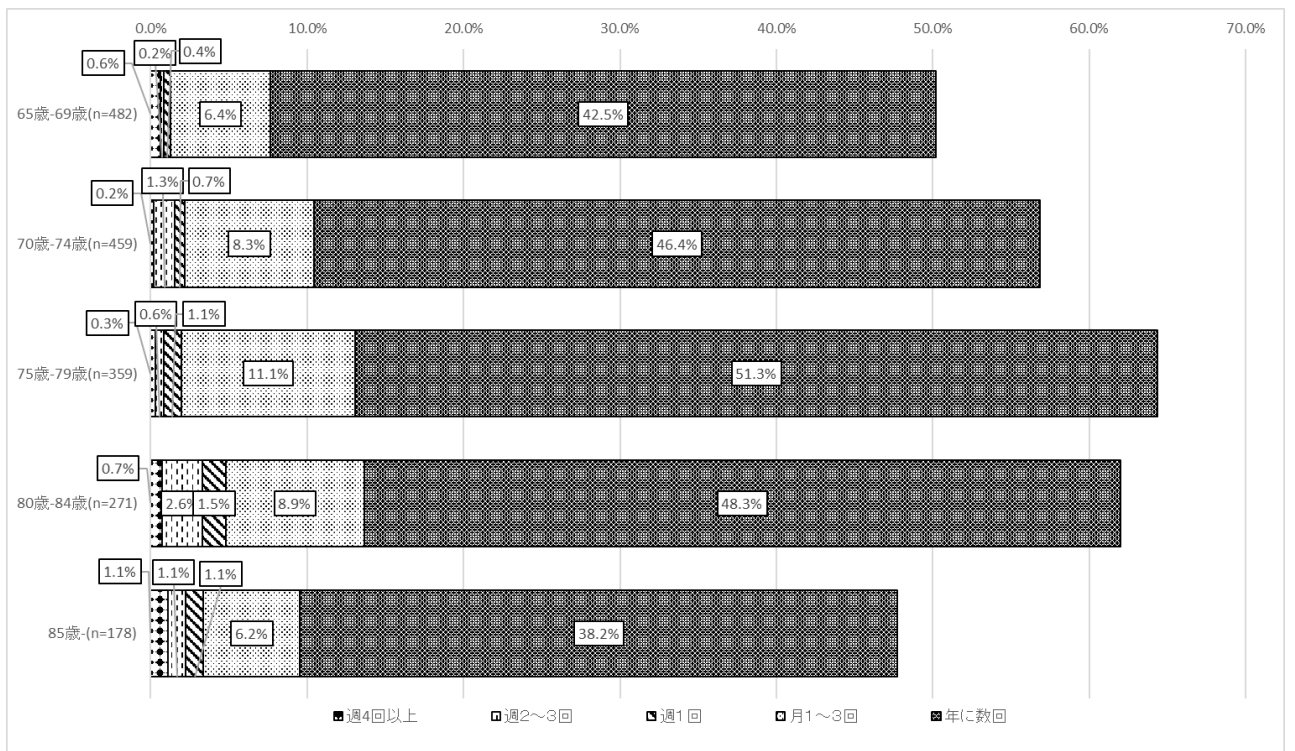 0.0% 10.0% 20.0% 30.0% 40.0% 50.0% 60.0% 70.0%
0.6% 0.2% 0.4%
65歳-69歳(n=482) 6.4% 42.5%
0.2% 1.3% 0.7%
70歳-74歳(n=459) 8.3% 46.4%
0.3% 0.6% 1.1%
75歳-79歳(n=359) 11.1% 51.3%
0.7%
80歳-84歳(n=271) 2.6% 1.5% 8.9% 48.3%
1.1% 1.1% 1.1%
85歳-(n=178) 6.2% 38.2%
週4回以上 週2～3回 週1回 月1～3回 年に数回